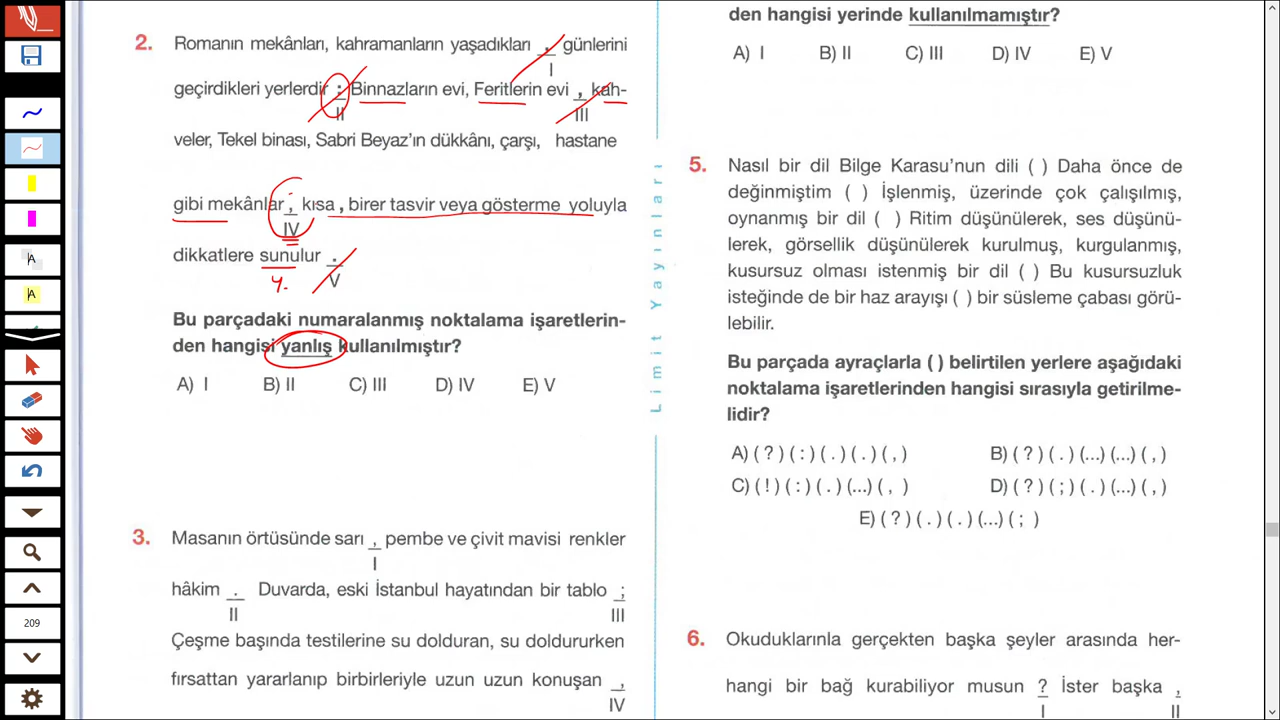 2. Romanın mekânları, kahramanların yaşadıkları , günlerini
I
geçirdikleri yerlerdir : Binnazların evi, Feritlerin evi , kah-
II III
veler, Tekel binası, Sabri Beyaz'ın dükkânı, çarşı, hastane
gibi mekânlar ; kısa , birer tasvir veya gösterme yoluyla
IV
dikkatlere sunulur .
y. V
Bu parçadaki numaralanmış noktalama işaretlerin-
den hangisi yanlış kullanılmıştır?
A) I B) II C) III D) IV E) V
3. Masanın örtüsünde sarı , pembe ve çivit mavisi renkler
I
hâkim . Duvarda, eski İstanbul hayatından bir tablo ;
II III
Çeşme başında testilerine su dolduran, su doldururken
fırsattan yararlanıp birbirleriyle uzun uzun konuşan ,
IV
209
Limit Yayınları
den hangisi yerinde kullanılmamıştır?
A) I B) II C) III D) IV E) V
5. Nasıl bir dil Bilge Karasu'nun dili ( ) Daha önce de
değinmiştim ( ) İşlenmiş, üzerinde çok çalışılmış,
oynanmış bir dil ( ) Ritim düşünülerek, ses düşünü-
lerek, görsellik düşünülerek kurulmuş, kurgulanmış,
kusursuz olması istenmiş bir dil ( ) Bu kusursuzluk
isteğinde de bir haz arayışı ( ) bir süsleme çabası görü-
lebilir.
Bu parçada ayraçlarla ( ) belirtilen yerlere aşağıdaki
noktalama işaretlerinden hangisi sırasıyla getirilme-
lidir?
A) ( ? ) ( : ) ( . ) ( . ) ( , ) B) ( ? ) ( . ) (...) (...) ( , )
C) ( ! ) ( : ) ( . ) (...) ( , ) D) ( ? ) ( ; ) ( . ) (...) ( , )
E) ( ? ) ( . ) ( . ) (...) ( ; )
6. Okuduklarınla gerçekten başka şeyler arasında her-
hangi bir bağ kurabiliyor musun ? İster başka ,
I II